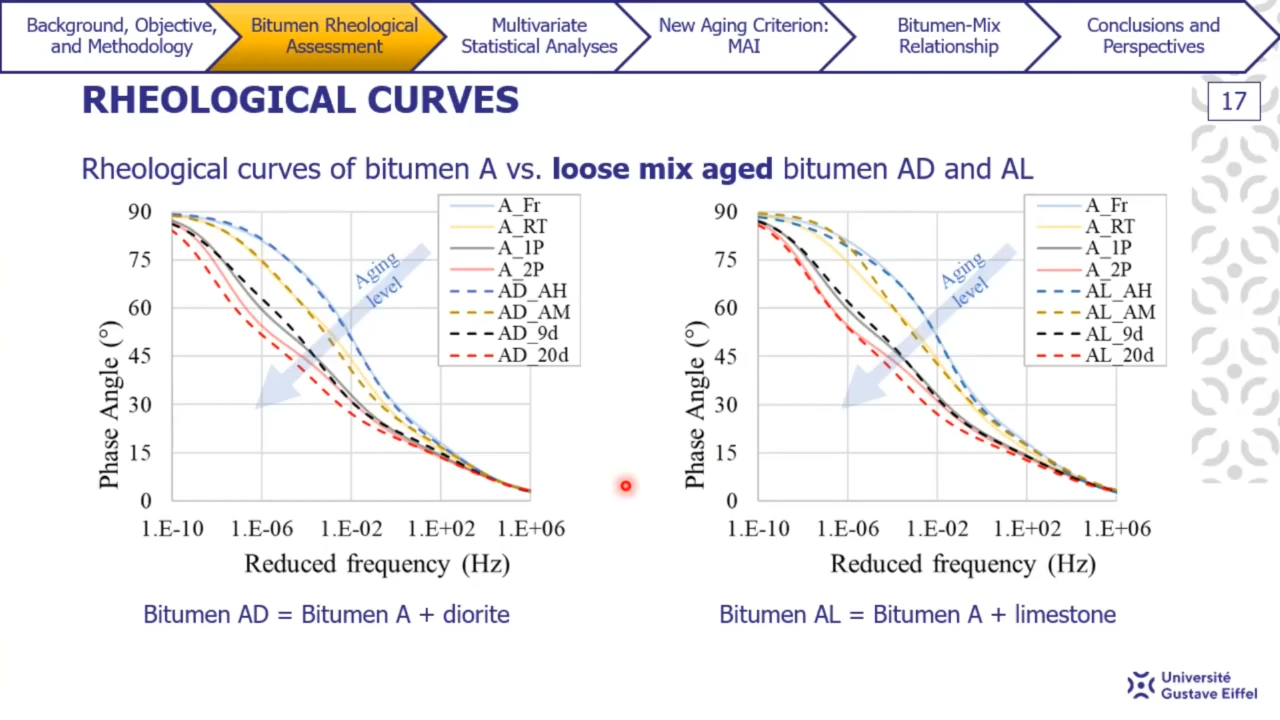 Background, Objective,
and Methodology
Bitumen Rheological
Assessment
Multivariate
Statistical Analyses
New Aging Criterion:
MAI
Bitumen-Mix
Relationship
Conclusions and
Perspectives
RHEOLOGICAL CURVES
17
Rheological curves of bitumen A vs. loose mix aged bitumen AD and AL
Phase Angle (°)
90
75
60
45
30
15
0
1.E-10 1.E-06 1.E-02 1.E+02 1.E+06
Reduced frequency (Hz)
Aging
level
A_Fr
A_RT
A_1P
A_2P
AD_AH
AD_AM
AD_9d
AD_20d
Bitumen AD = Bitumen A + diorite
Phase Angle (°)
90
75
60
45
30
15
0
1.E-10 1.E-06 1.E-02 1.E+02 1.E+06
Reduced frequency (Hz)
Aging
level
A_Fr
A_RT
A_1P
A_2P
AL_AH
AL_AM
AL_9d
AL_20d
Bitumen AL = Bitumen A + limestone
Université
Gustave Eiffel